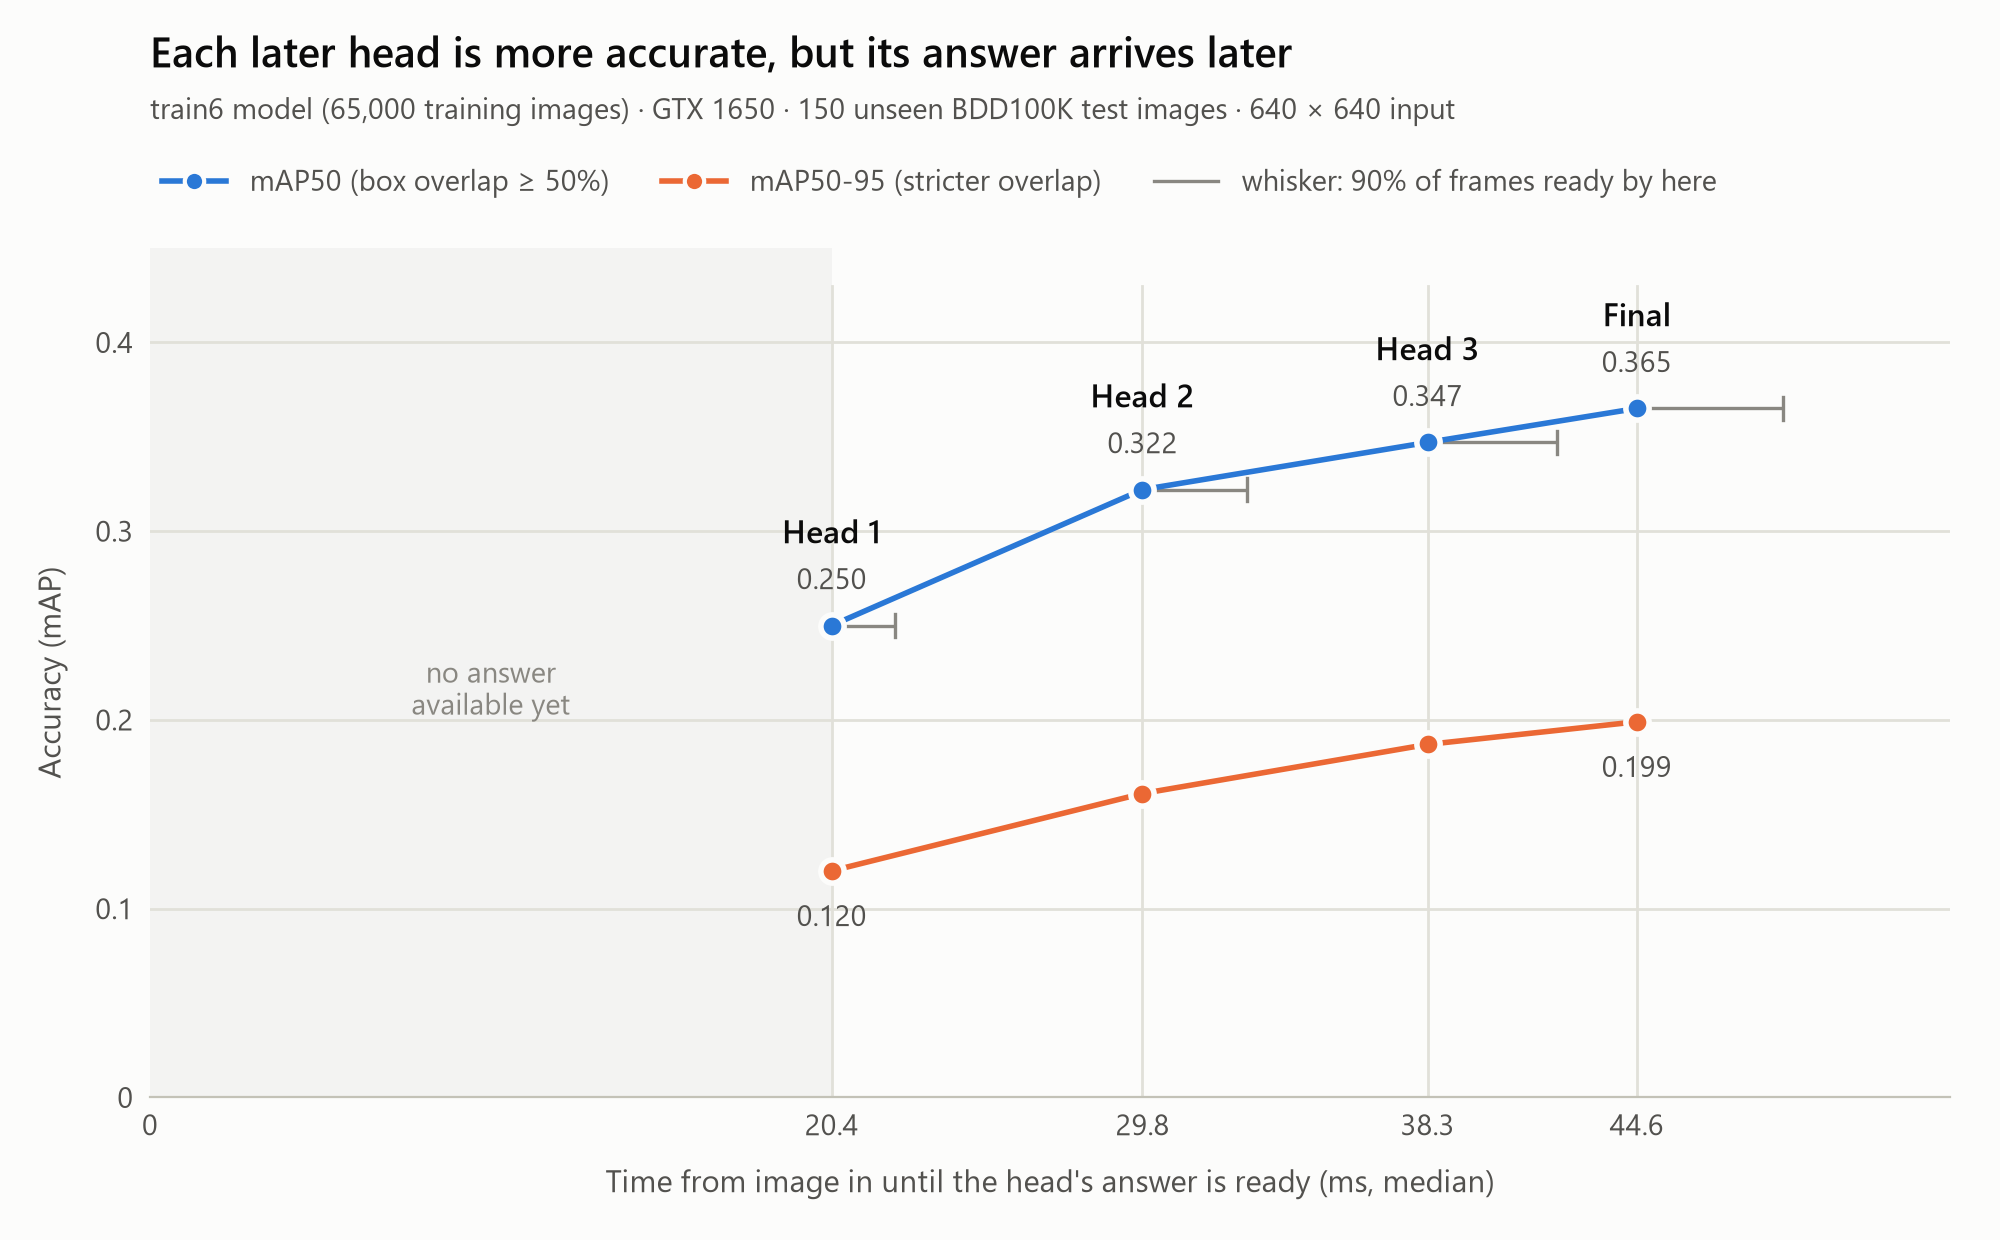 Each later head is more accurate, but its answer arrives later
train6 model (65,000 training images) · GTX 1650 · 150 unseen BDD100K test images · 640 × 640 input
mAP50 (box overlap ≥ 50%)
mAP50-95 (stricter overlap)
whisker: 90% of frames ready by here
Accuracy (mAP)
0.4
0.3
0.2
0.1
0
no answer
available yet
Head 1
0.250
Head 2
0.322
Head 3
0.347
Final
0.365
0.120
0.199
0
20.4
29.8
38.3
44.6
Time from image in until the head's answer is ready (ms, median)